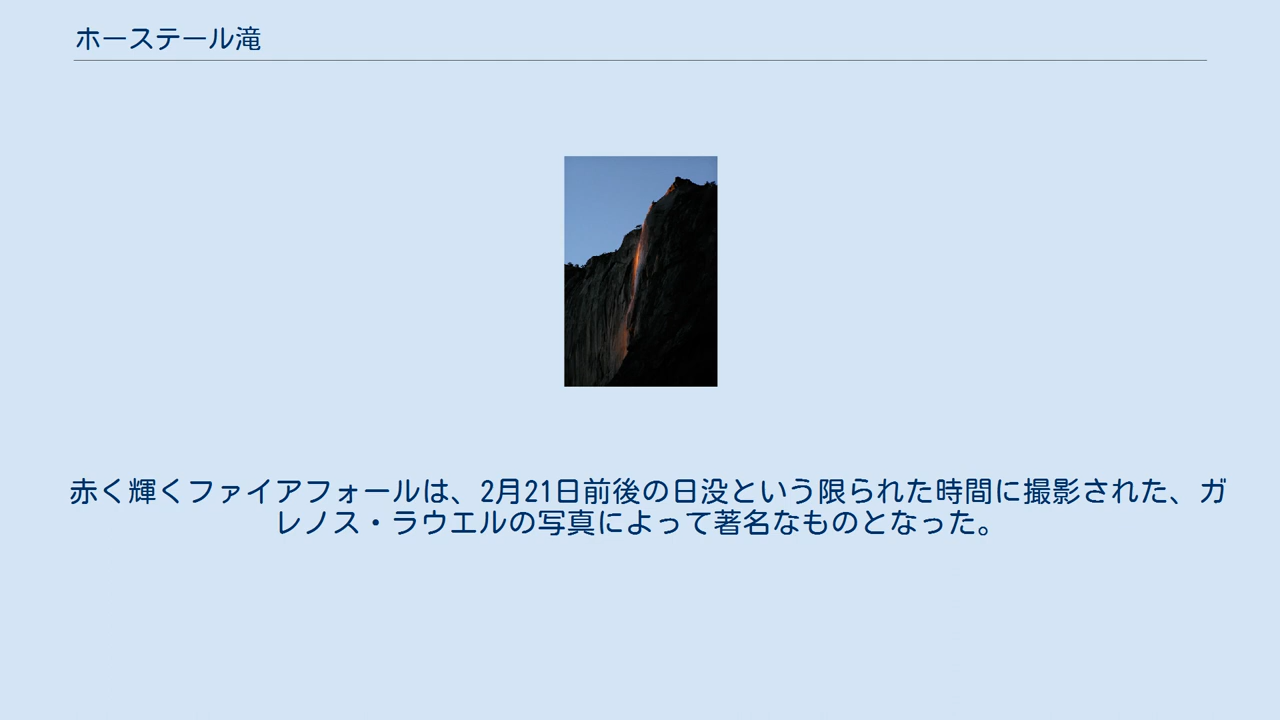 ホーステール滝
赤く輝くファイアフォールは、2月21日前後の日没という限られた時間に撮影された、ガ
レノス・ラウエルの写真によって著名なものとなった。